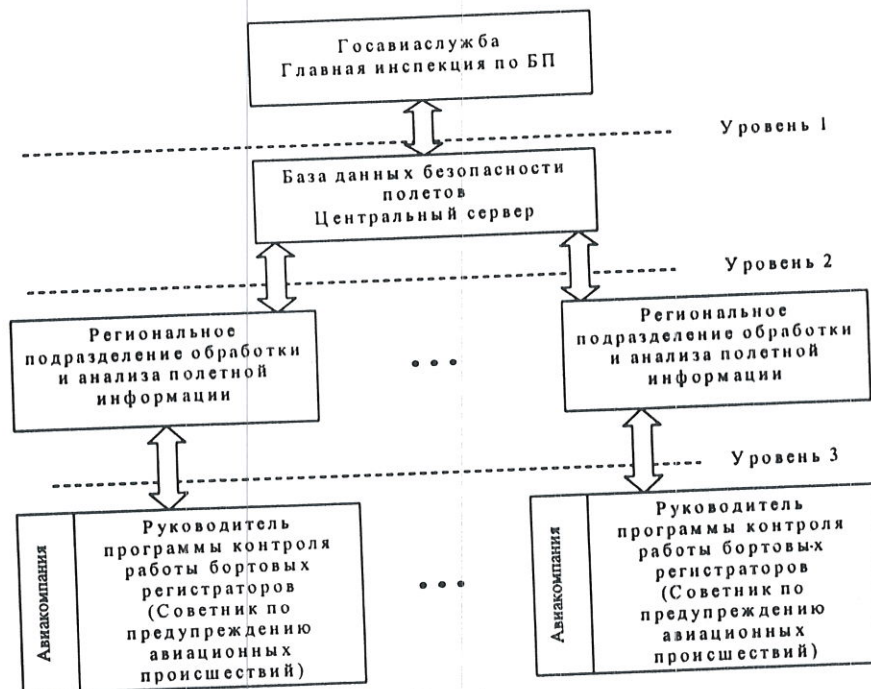 Госавиаслужба
Главная инспекция по БП
Уровень 1
База данных безопасности
полетов
Центральный сервер
Уровень 2
Региональное
подразделение обработки
и анализа полетной
информации
Региональное
подразделение обработки
и анализа полетной
информации
Уровень 3
Авиакомпания
Руководитель
программы контроля
работы бортовых
регистраторов
(Советник по
предупреждению
авиационных
происшествий)
Авиакомпания
Руководитель
программы контроля
работы бортовых
регистраторов
(Советник по
предупреждению
авиационных
происшествий)